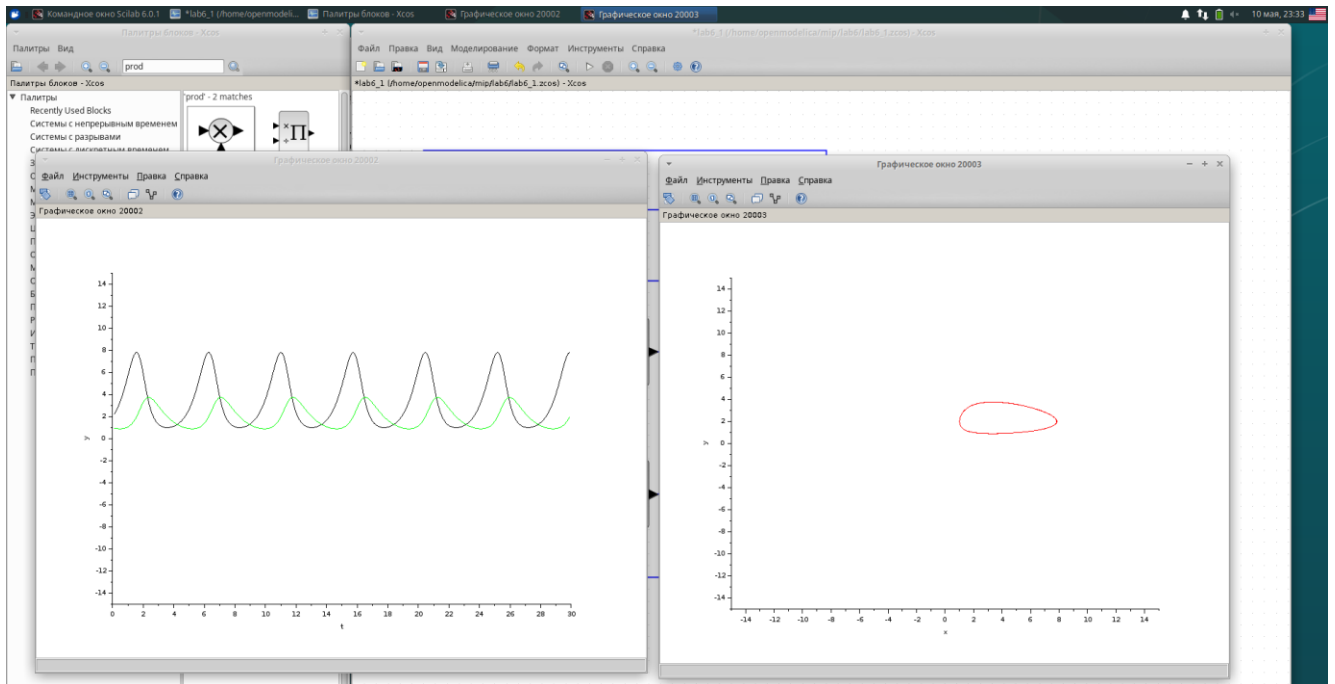 Командное окно Scilab 6.0.1
*lab6_1 (/home/openmodeli...
Палитры блоков - Xcos
Графическое окно 20002
Графическое окно 20003
10 мая, 23:33
Палитры блоков - Xcos
Палитры Вид
prod
Палитры блоков - Xcos
Палитры
Recently Used Blocks
Системы с непрерывным временем
Системы с разрывами
Системы с дискретным временем
'prod' - 2 matches
*lab6_1 (/home/openmodelica/mip/lab6/lab6_1.zcos) - Xcos
Файл Правка Вид Моделирование Формат Инструменты Справка
*lab6_1 (/home/openmodelica/mip/lab6/lab6_1.zcos) - Xcos
Графическое окно 20002
Файл Инструменты Правка Справка
Графическое окно 20002
14
12
10
8
6
4
2
0
-2
-4
-6
-8
-10
-12
-14
y
0 2 4 6 8 10 12 14 16 18 20 22 24 26 28 30
t
Графическое окно 20003
Файл Инструменты Правка Справка
Графическое окно 20003
14
12
10
8
6
4
2
0
-2
-4
-6
-8
-10
-12
-14
y
-14 -12 -10 -8 -6 -4 -2 0 2 4 6 8 10 12 14
x